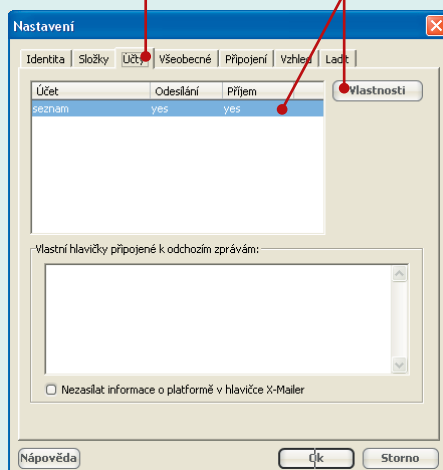 Nastavení
Identita Složky Účty Všeobecné Připojení Vzhled Ladit
Účet Odesílání Příjem
seznam yes yes
Vlastnosti
Vlastní hlavičky připojené k odchozím zprávám:
Nezasílat informace o platformě v hlavičce X-Mailer
Nápověda Ok Storno